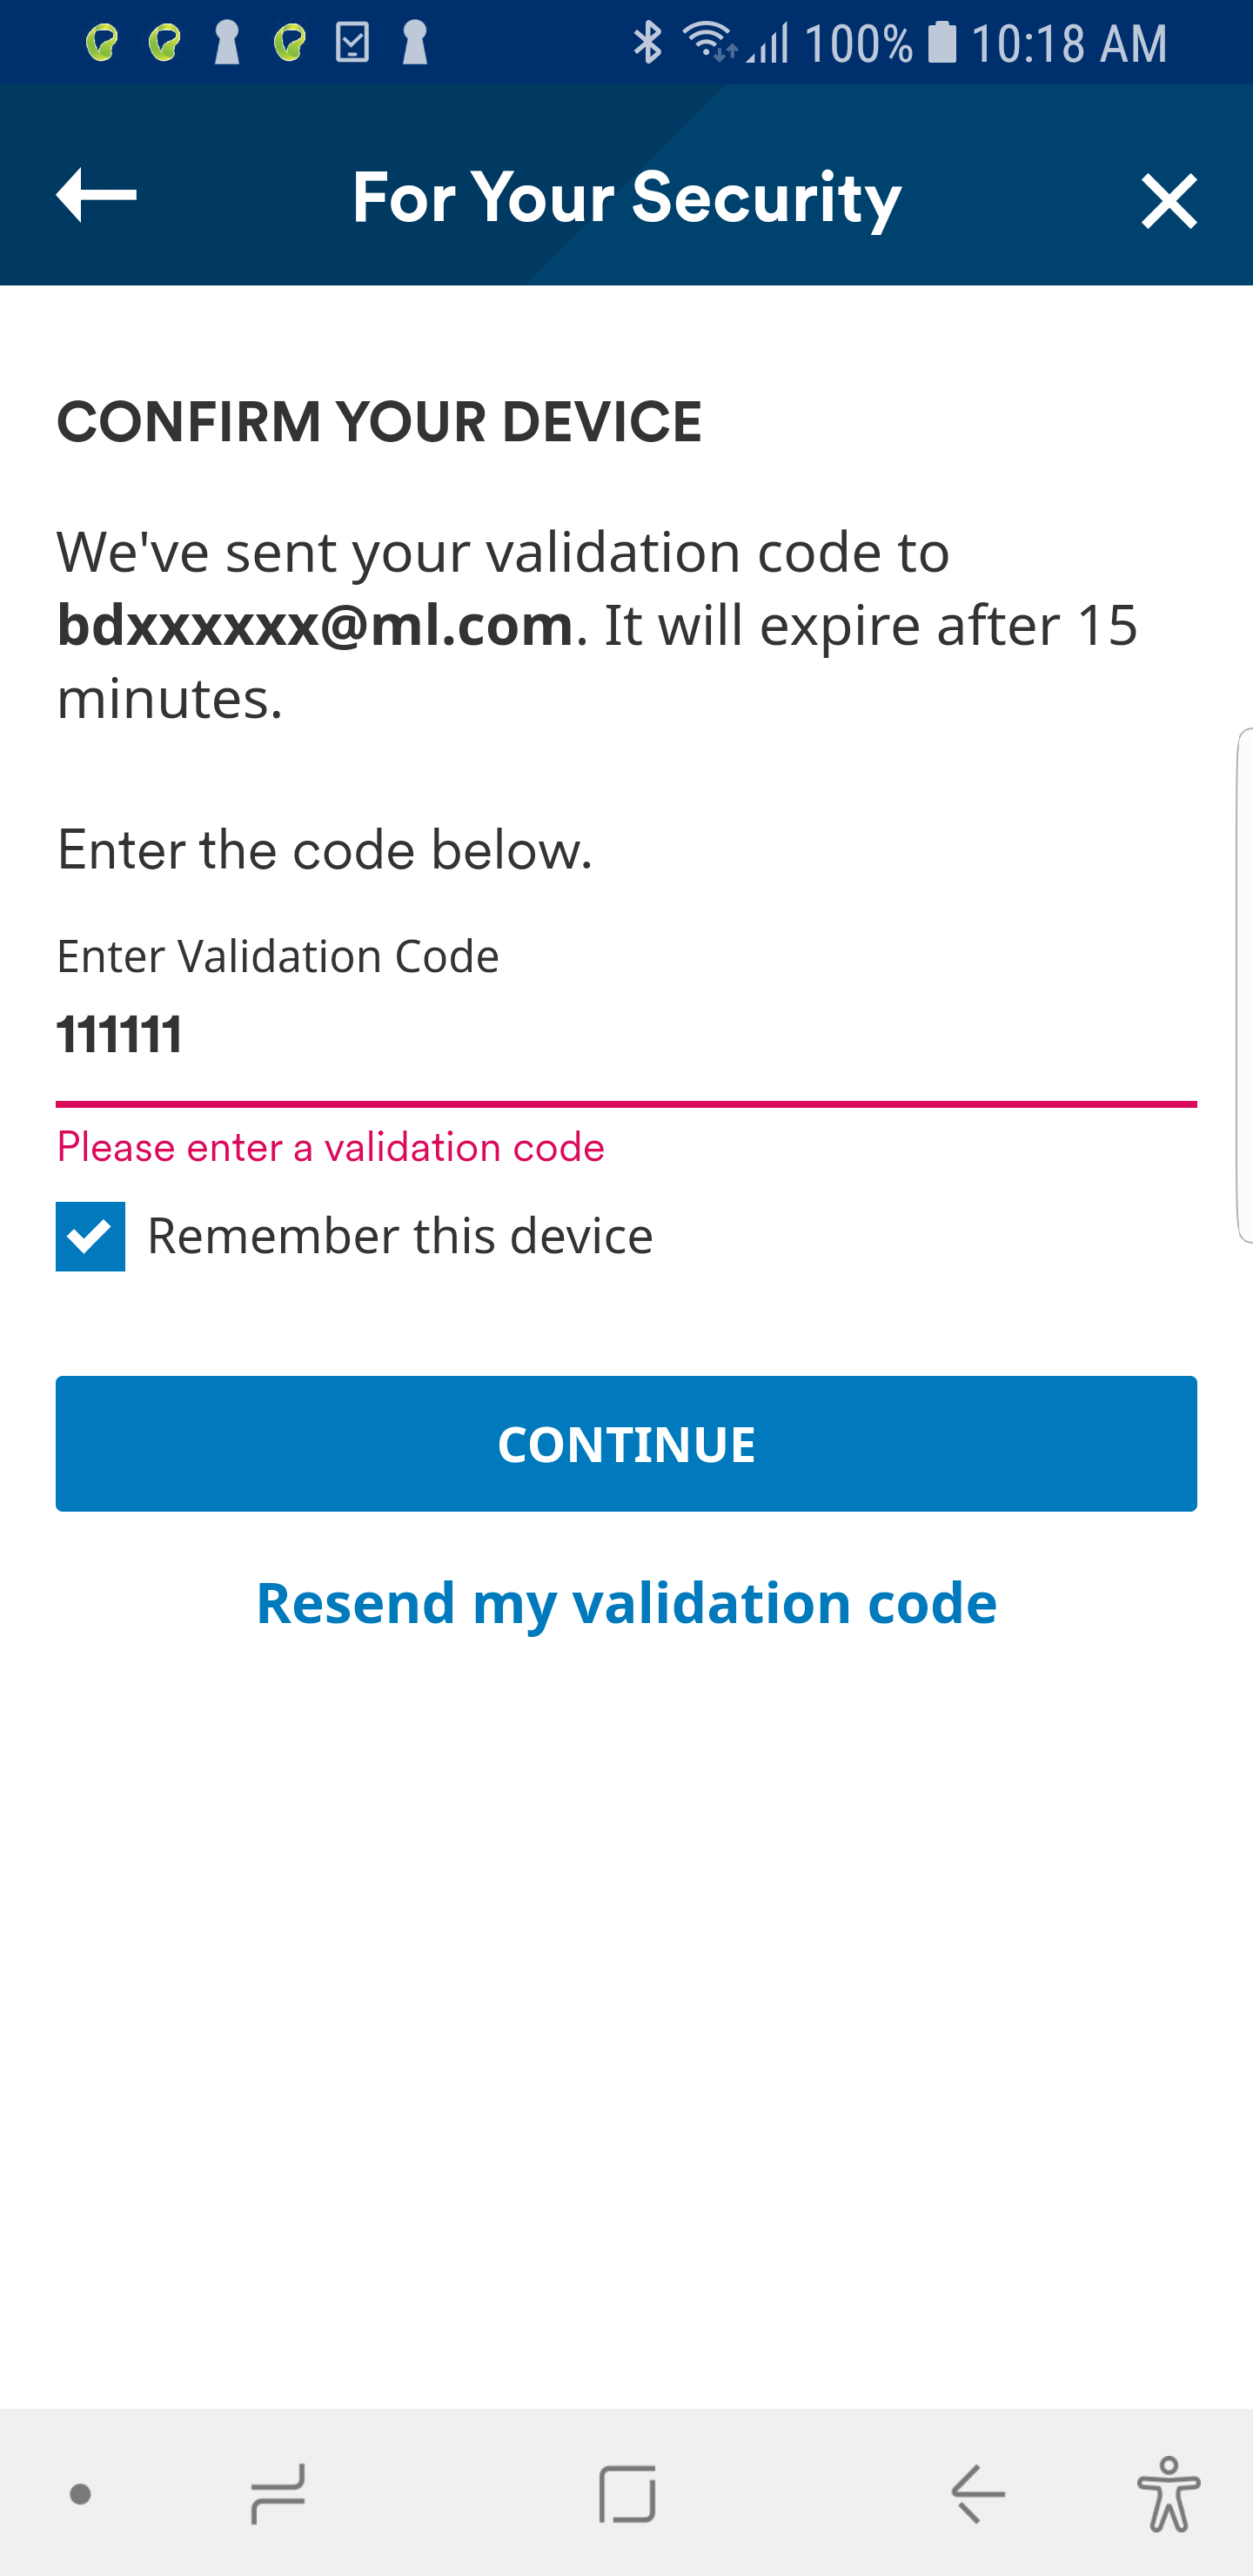 100% 10:18 AM
For Your Security
CONFIRM YOUR DEVICE
We've sent your validation code to
bdxxxxxx@ml.com. It will expire after 15
minutes.
Enter the code below.
Enter Validation Code
111111
Please enter a validation code
Remember this device
CONTINUE
Resend my validation code